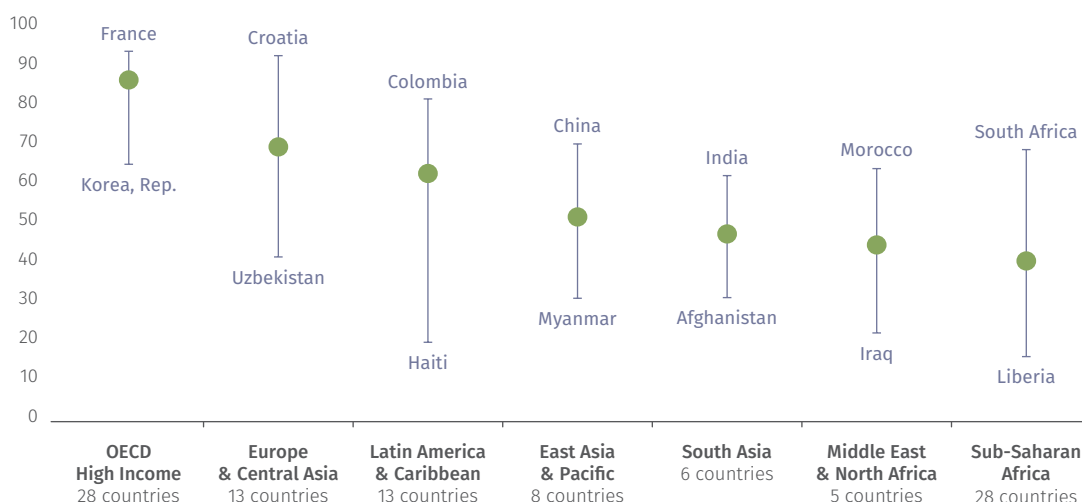 100
90
80
70
60
50
40
30
20
10
0
France
Korea, Rep.
Croatia
Uzbekistan
Colombia
Haiti
China
Myanmar
India
Afghanistan
Morocco
Iraq
South Africa
Liberia
OECD
High Income
28 countries
Europe
& Central Asia
13 countries
Latin America
& Caribbean
13 countries
East Asia
& Pacific
8 countries
South Asia
6 countries
Middle East
& North Africa
5 countries
Sub-Saharan
Africa
28 countries